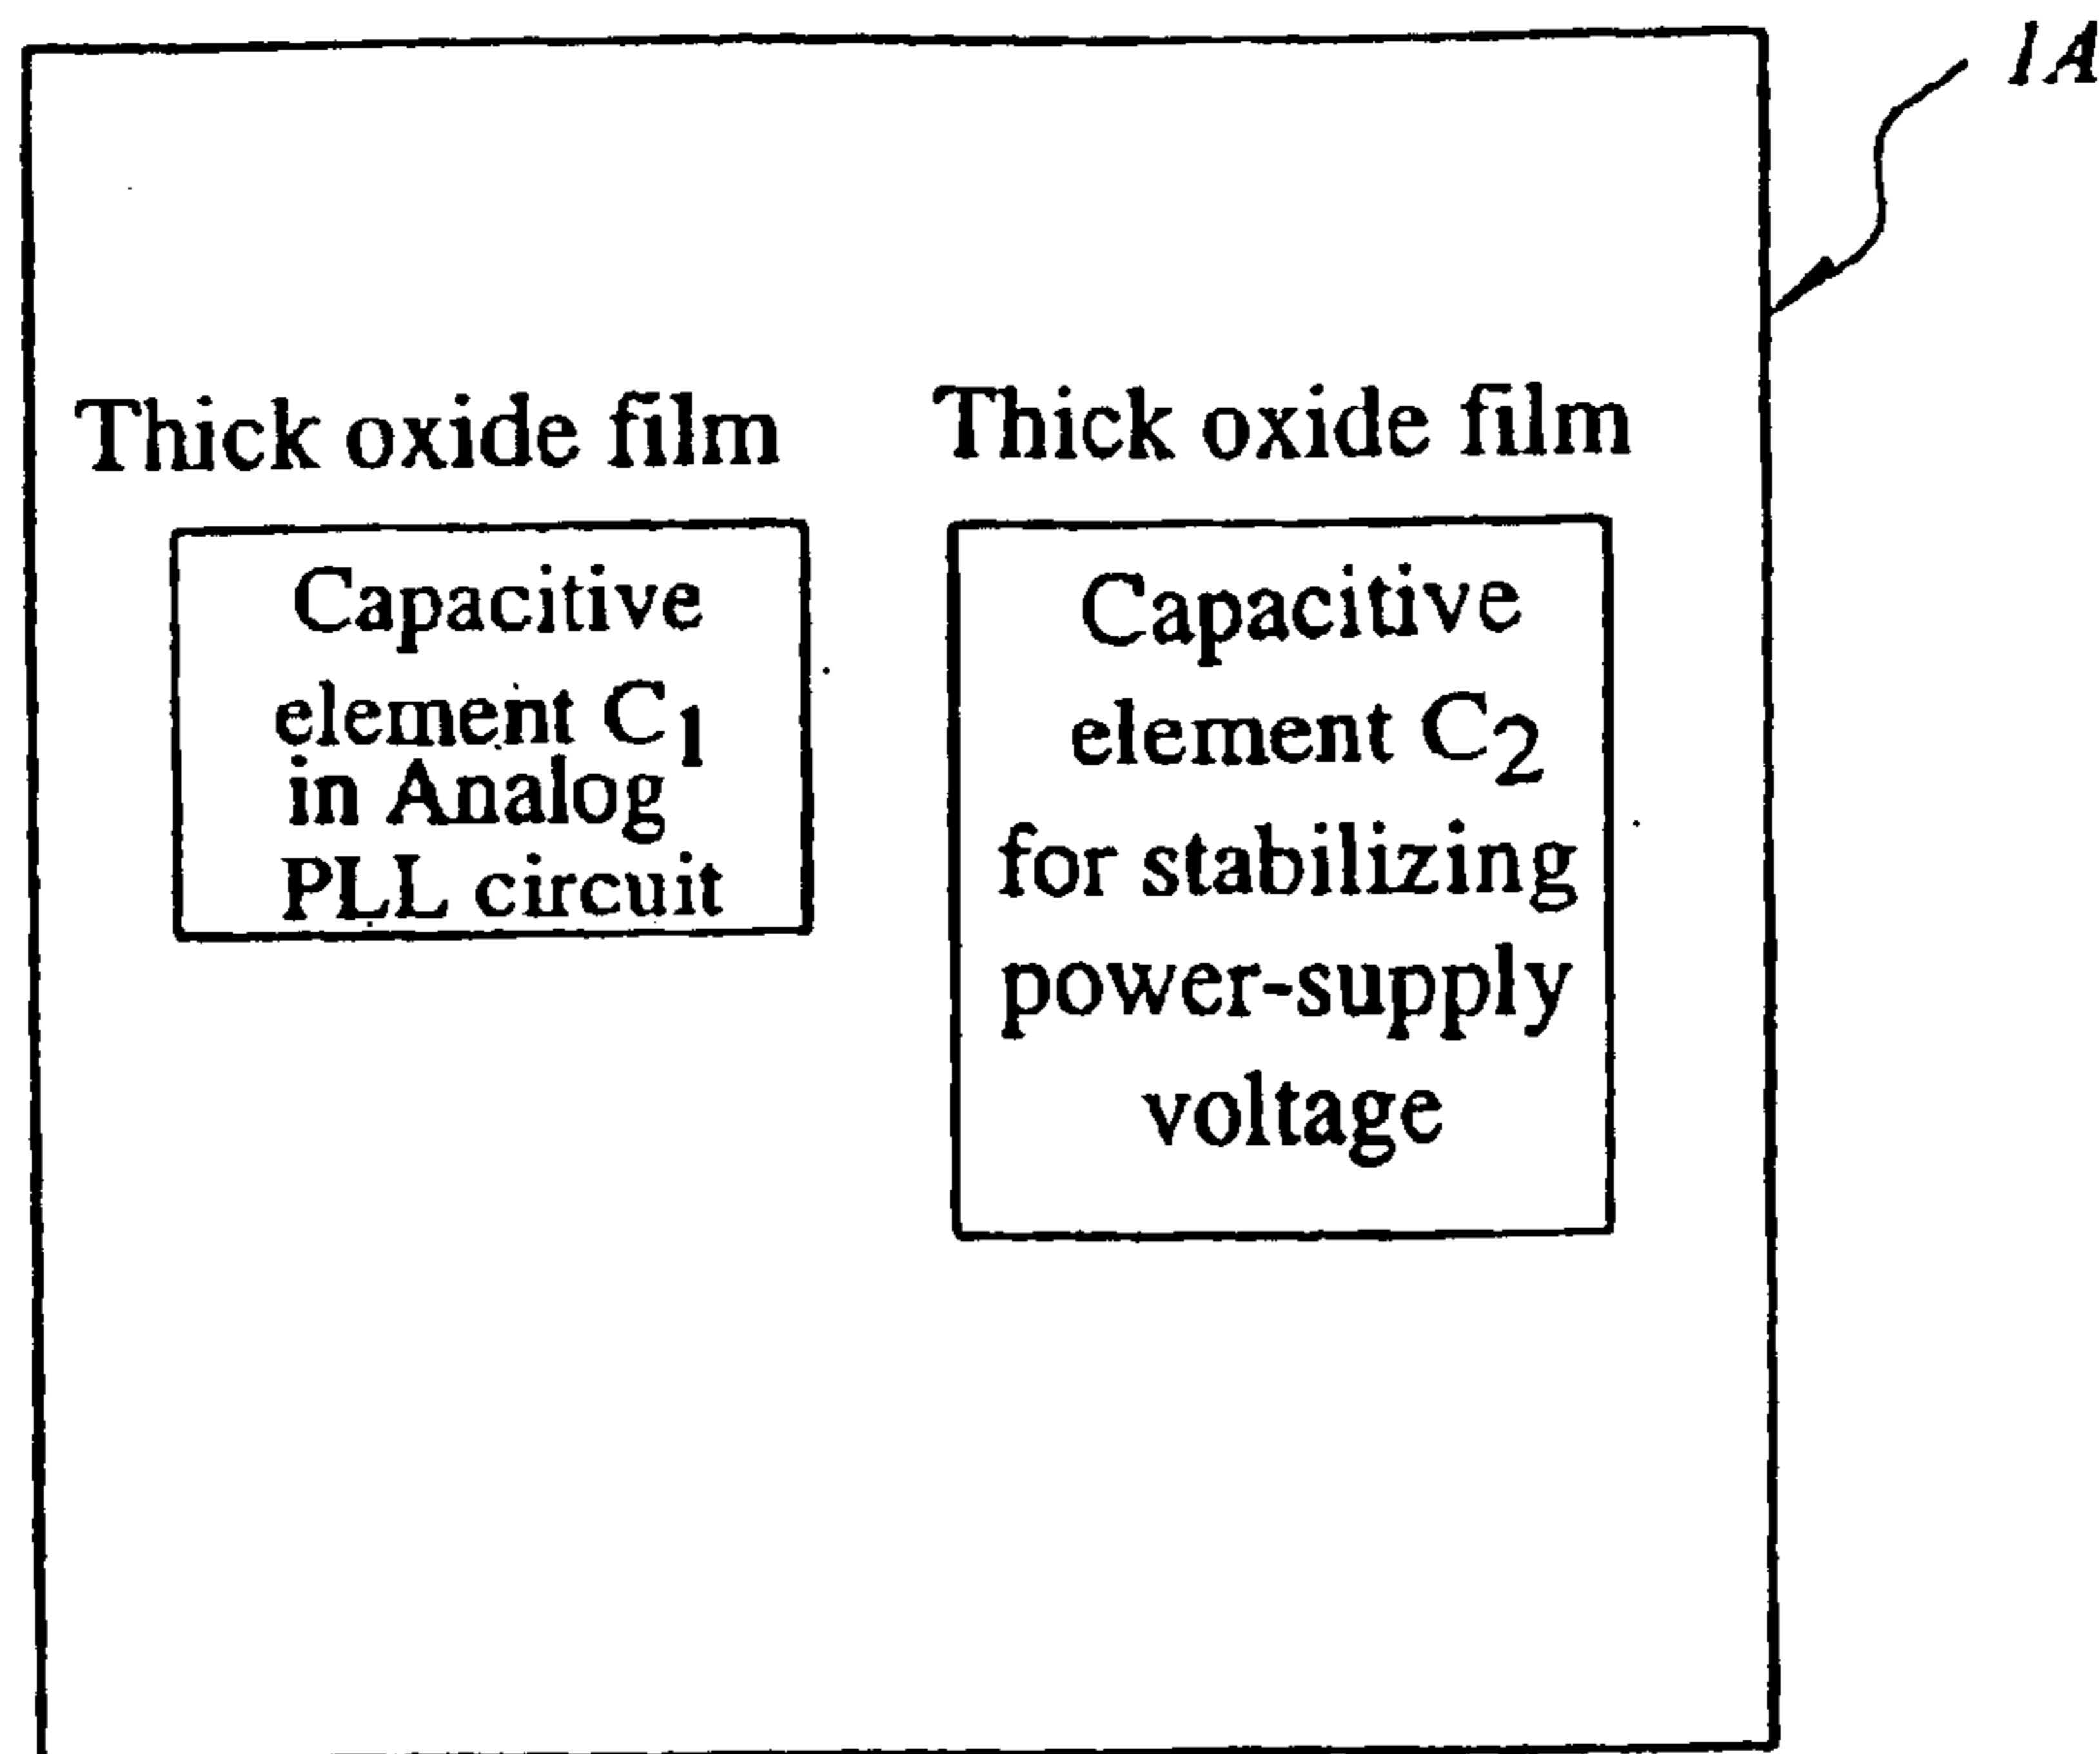 1A
Thick oxide film
Thick oxide film
Capacitive
element C1
in Analog
PLL circuit
Capacitive
element C2
for stabilizing
power-supply
voltage